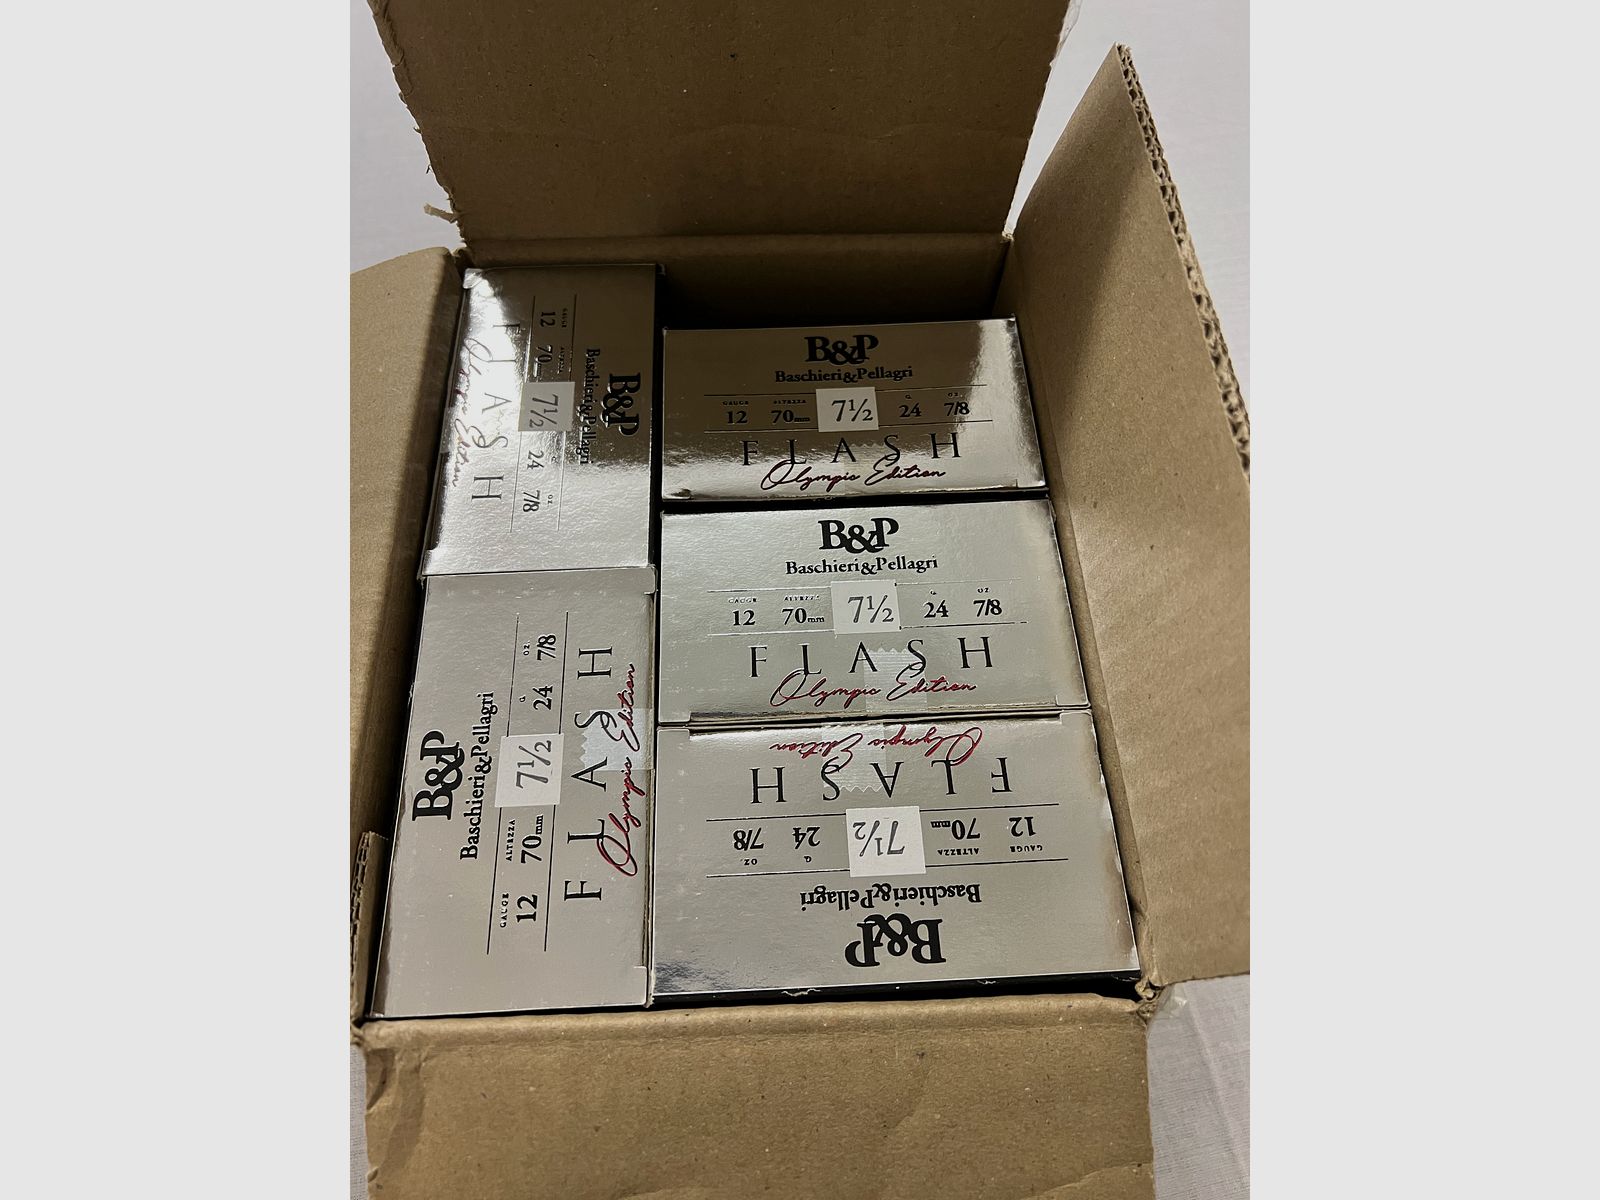 B&P
Baschieri&Pellagri
GAUGE ALTEZZA G. OZ.
12 70mm 7½ 24 7/8
FLASH
Olympic Edition
B&P
Baschieri&Pellagri
GAUGE ALTEZZA G. OZ.
12 70mm 7½ 24 7/8
FLASH
Olympic Edition
B&P
Baschieri&Pellagri
GAUGE ALTEZZA G. OZ.
12 70mm 7½ 24 7/8
FLASH
Olympic Edition
B&P
Baschieri&Pellagri
GAUGE ALTEZZA G. OZ.
12 70mm 7½ 24 7/8
FLASH
Olympic Edition
B&P
Baschieri&Pellagri
GAUGE ALTEZZA G. OZ.
12 70mm 7½ 24 7/8
FLASH
Olympic Edition